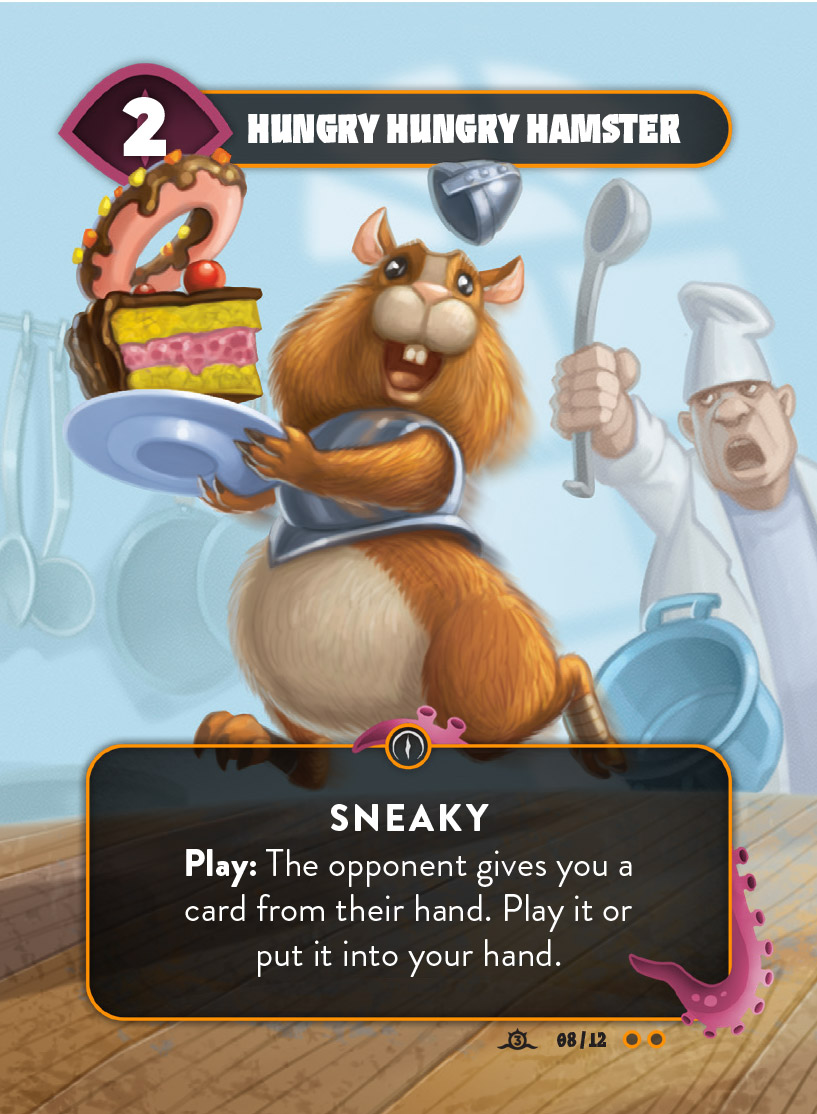 2
HUNGRY HUNGRY HAMSTER
SNEAKY
Play: The opponent gives you a
card from their hand. Play it or
put it into your hand.
3 08/12